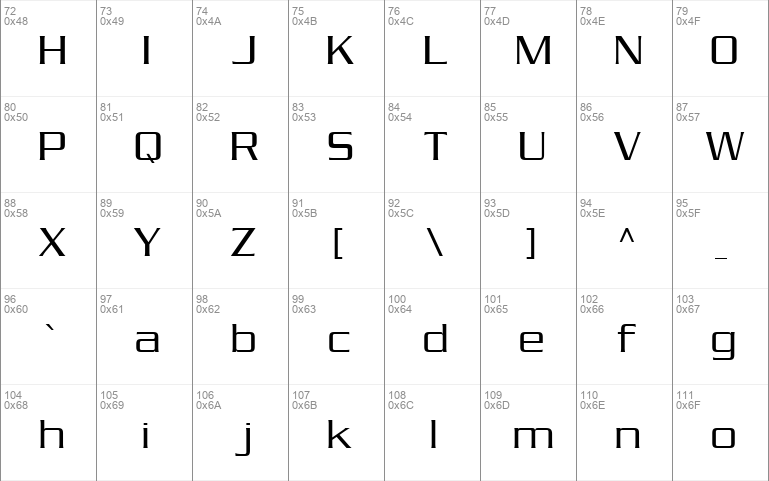 72 73 74 75 76 77 78 79
0x48 0x49 0x4A 0x4B 0x4C 0x4D 0x4E 0x4F
H I J K L M N O
80 81 82 83 84 85 86 87
0x50 0x51 0x52 0x53 0x54 0x55 0x56 0x57
P Q R S T U V W
88 89 90 91 92 93 94 95
0x58 0x59 0x5A 0x5B 0x5C 0x5D 0x5E 0x5F
X Y Z [ \ ] ^ _
96 97 98 99 100 101 102 103
0x60 0x61 0x62 0x63 0x64 0x65 0x66 0x67
` a b c d e f g
104 105 106 107 108 109 110 111
0x68 0x69 0x6A 0x6B 0x6C 0x6D 0x6E 0x6F
h i j k l m n o